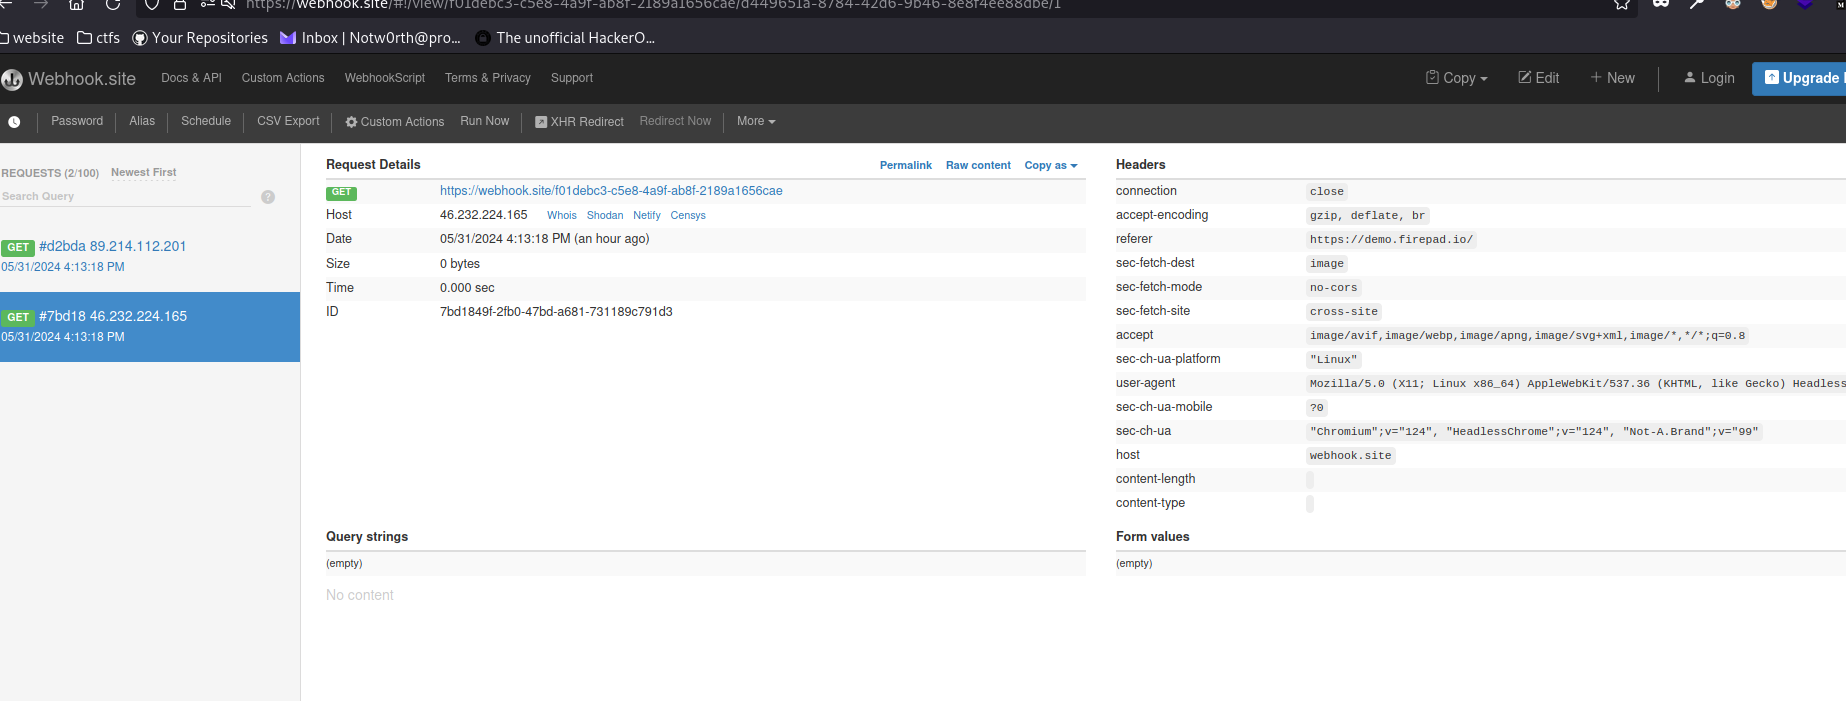 https://webhook.site/#!/view/f01debc3-c5e8-4a9f-ab8f-2189a1656cae/d449651a-8784-42d6-9b46-8e8f4ee88dbe/1
website ctfs Your Repositories Inbox | Notw0rth@pro... The unofficial HackerO...
Webhook.site Docs & API Custom Actions WebhookScript Terms & Privacy Support Copy Edit + New Login Upgrade
Password Alias Schedule CSV Export Custom Actions Run Now XHR Redirect Redirect Now More
REQUESTS (2/100) Newest First
Search Query ?
GET #d2bda 89.214.112.201
05/31/2024 4:13:18 PM
GET #7bd18 46.232.224.165
05/31/2024 4:13:18 PM
Request Details Permalink Raw content Copy as
GET https://webhook.site/f01debc3-c5e8-4a9f-ab8f-2189a1656cae
Host 46.232.224.165 Whois Shodan Netify Censys
Date 05/31/2024 4:13:18 PM (an hour ago)
Size 0 bytes
Time 0.000 sec
ID 7bd1849f-2fb0-47bd-a681-731189c791d3
Query strings
(empty)
No content
Headers
connection close
accept-encoding gzip, deflate, br
referer https://demo.firepad.io/
sec-fetch-dest image
sec-fetch-mode no-cors
sec-fetch-site cross-site
accept image/avif,image/webp,image/apng,image/svg+xml,image/*,*/*;q=0.8
sec-ch-ua-platform "Linux"
user-agent Mozilla/5.0 (X11; Linux x86_64) AppleWebKit/537.36 (KHTML, like Gecko) Headless
sec-ch-ua-mobile ?0
sec-ch-ua "Chromium";v="124", "HeadlessChrome";v="124", "Not-A.Brand";v="99"
host webhook.site
content-length
content-type
Form values
(empty)